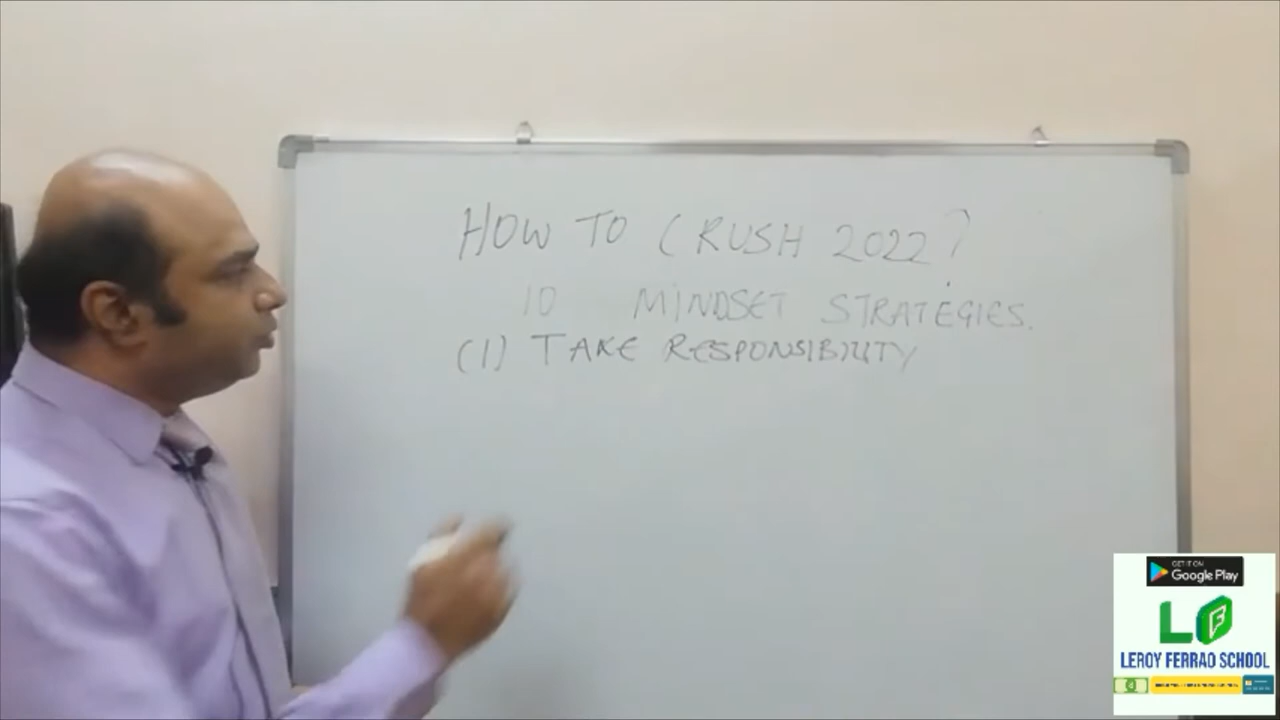 HOW TO CRUSH 2022?
10 MINDSET STRATEGIES.
(1) TAKE RESPONSIBILITY
GET IT ON
Google Play
LF
LEROY FERRAO SCHOOL